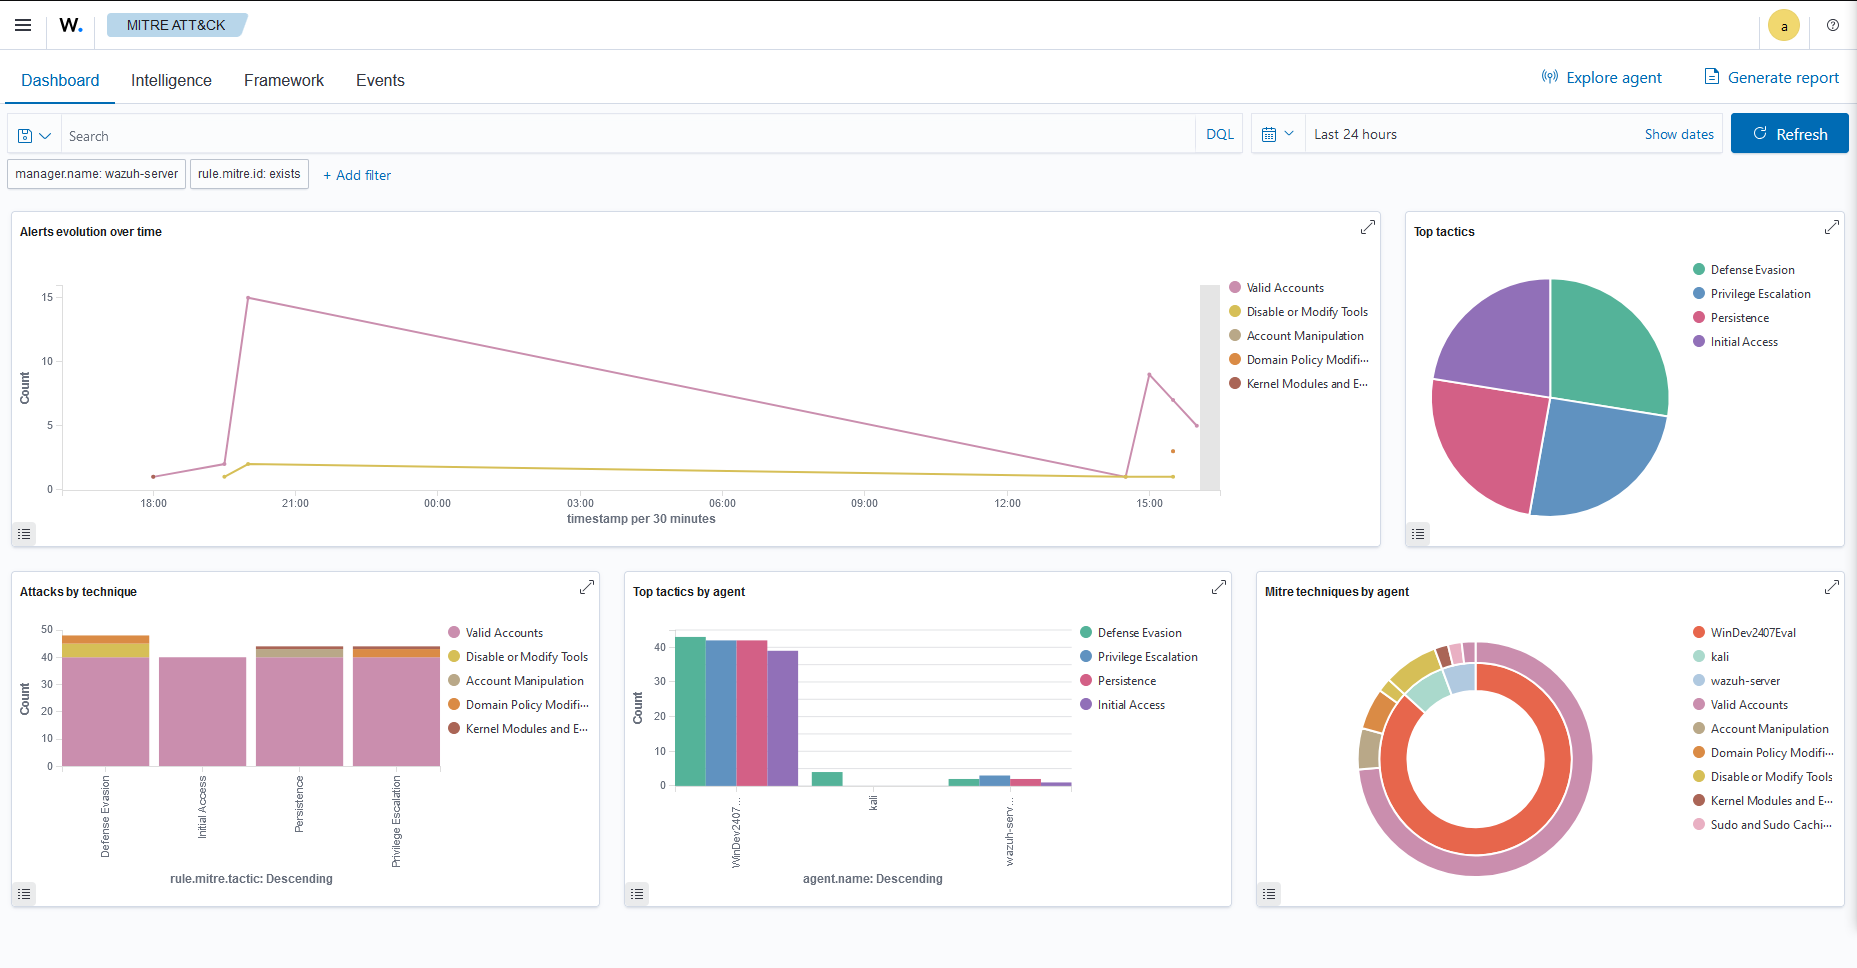 W. MITRE ATT&CK a
Dashboard Intelligence Framework Events Explore agent Generate report
Search DQL Last 24 hours Show dates Refresh
manager.name: wazuh-server rule.mitre.id: exists + Add filter
Alerts evolution over time
Count
15
10
5
0
18:00 21:00 00:00 03:00 06:00 09:00 12:00 15:00
timestamp per 30 minutes
Valid Accounts
Disable or Modify Tools
Account Manipulation
Domain Policy Modifi...
Kernel Modules and E...
Top tactics
Defense Evasion
Privilege Escalation
Persistence
Initial Access
Attacks by technique
Count
50
40
30
20
10
0
Defense Evasion
Initial Access
Persistence
Privilege Escalation
rule.mitre.tactic: Descending
Valid Accounts
Disable or Modify Tools
Account Manipulation
Domain Policy Modifi...
Kernel Modules and E...
Top tactics by agent
Count
40
30
20
10
0
WinDev2407...
kali
wazuh-serv...
agent.name: Descending
Defense Evasion
Privilege Escalation
Persistence
Initial Access
Mitre techniques by agent
WinDev2407Eval
kali
wazuh-server
Valid Accounts
Account Manipulation
Domain Policy Modifi...
Disable or Modify Tools
Kernel Modules and E...
Sudo and Sudo Cachi...